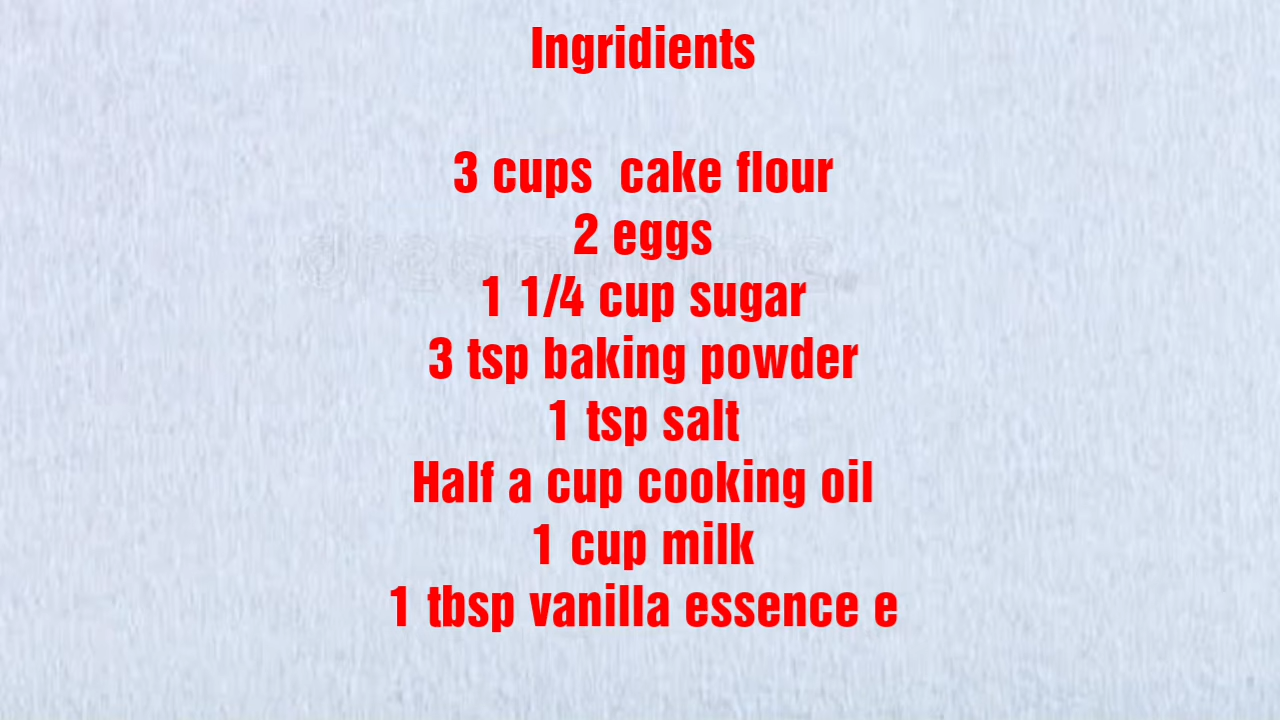 Ingridients
3 cups  cake flour
2 eggs
1 1/4 cup sugar
3 tsp baking powder
1 tsp salt
Half a cup cooking oil
1 cup milk
1 tbsp vanilla essence e